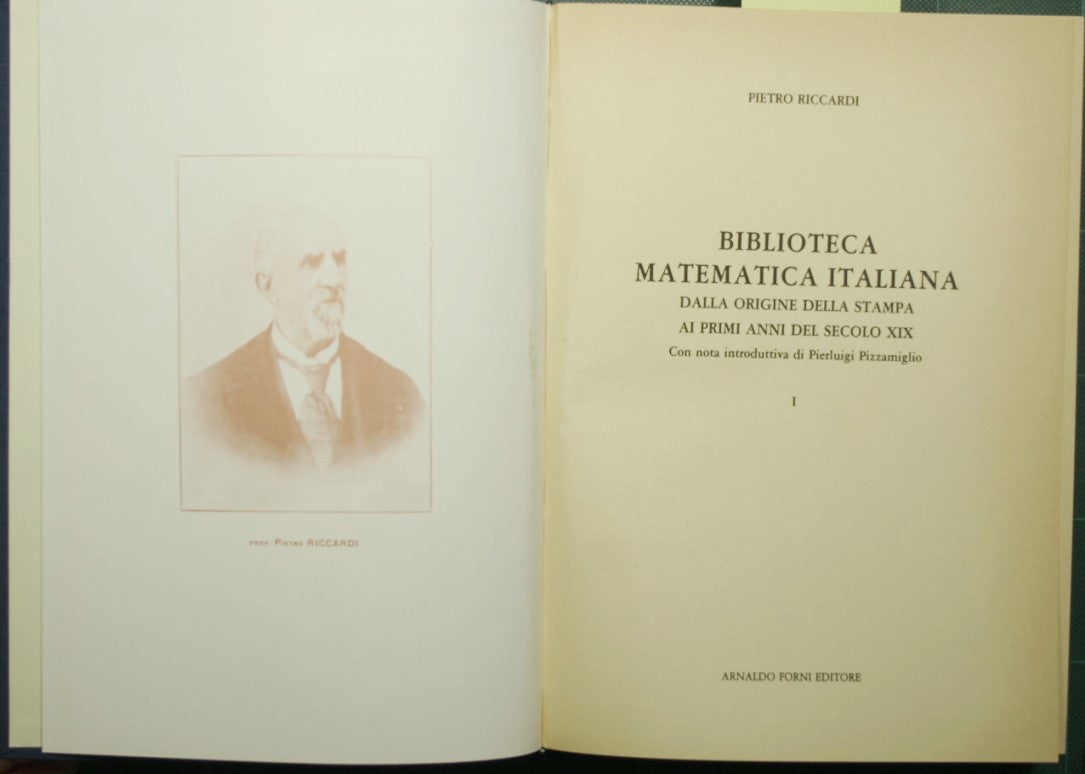 PROF. PIETRO RICCARDI
PIETRO RICCARDI
BIBLIOTECA
MATEMATICA ITALIANA
DALLA ORIGINE DELLA STAMPA
AI PRIMI ANNI DEL SECOLO XIX
Con nota introduttiva di Pierluigi Pizzamiglio
I
ARNALDO FORNI EDITORE